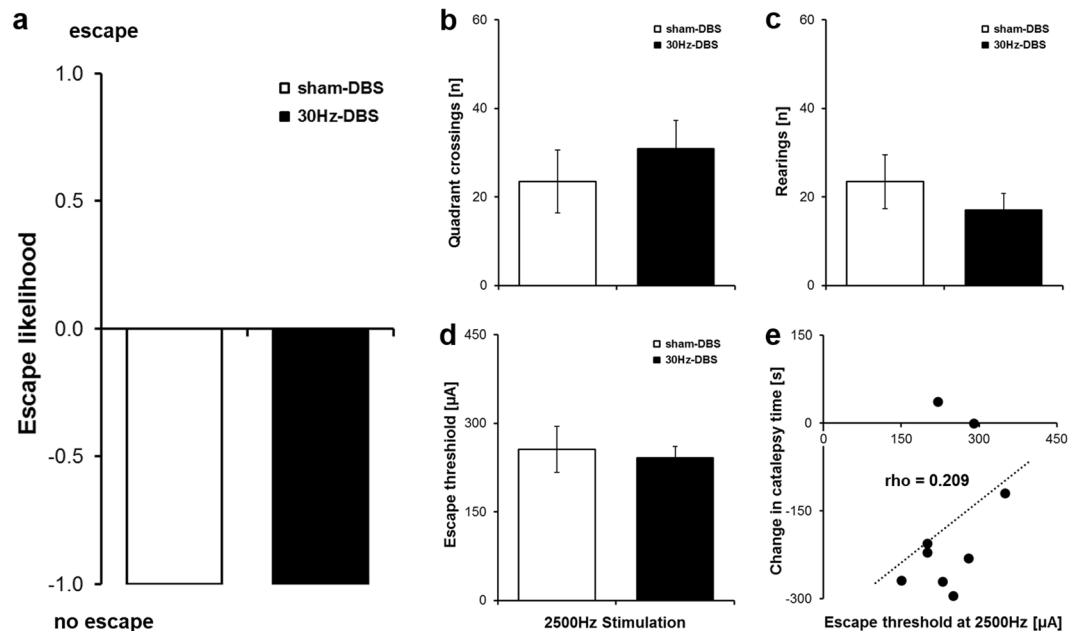 a
escape
1.0
0.5
0.0
-0.5
-1.0
Escape likelihood
no escape
sham-DBS
30Hz-DBS
b
60
40
20
0
Quadrant crossings [n]
sham-DBS
30Hz-DBS
c
60
40
20
0
Rearings [n]
sham-DBS
30Hz-DBS
d
450
300
150
0
Escape threshiold [µA]
sham-DBS
30Hz-DBS
2500Hz Stimulation
e
150
0
-150
-300
Change in catalepsy time [s]
0 150 300 450
rho = 0.209
Escape threshold at 2500Hz [µA]